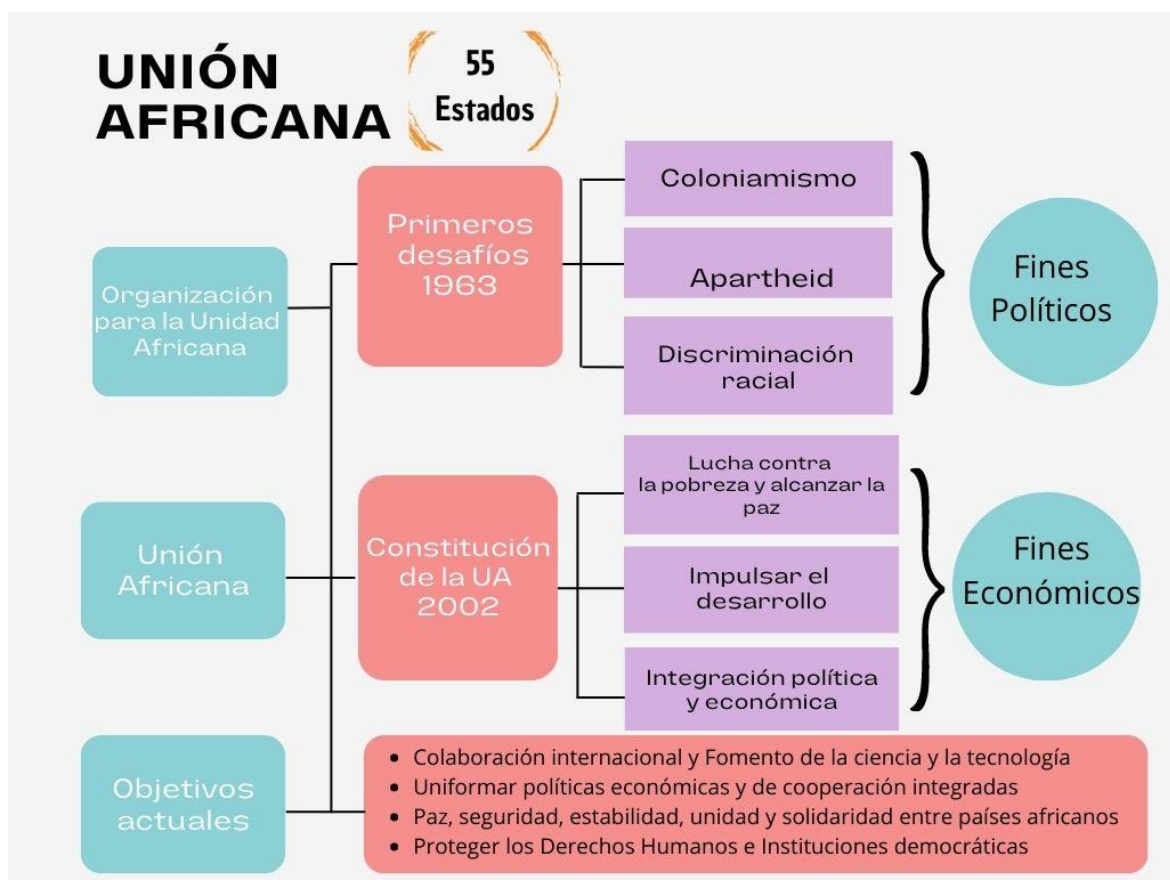 UNIÓN
AFRICANA
55
Estados
Organización
para la Unidad
Africana
Primeros
desafíos
1963
Coloniamismo
Apartheid
Discriminación
racial
Fines
Políticos
Unión
Africana
Constitución
de la UA
2002
Lucha contra
la pobreza y alcanzar la
paz
Impulsar el
desarrollo
Integración política
y económica
Fines
Económicos
Objetivos
actuales
• Colaboración internacional y Fomento de la ciencia y la tecnología
• Uniformar políticas económicas y de cooperación integradas
• Paz, seguridad, estabilidad, unidad y solidaridad entre países africanos
• Proteger los Derechos Humanos e Instituciones democráticas